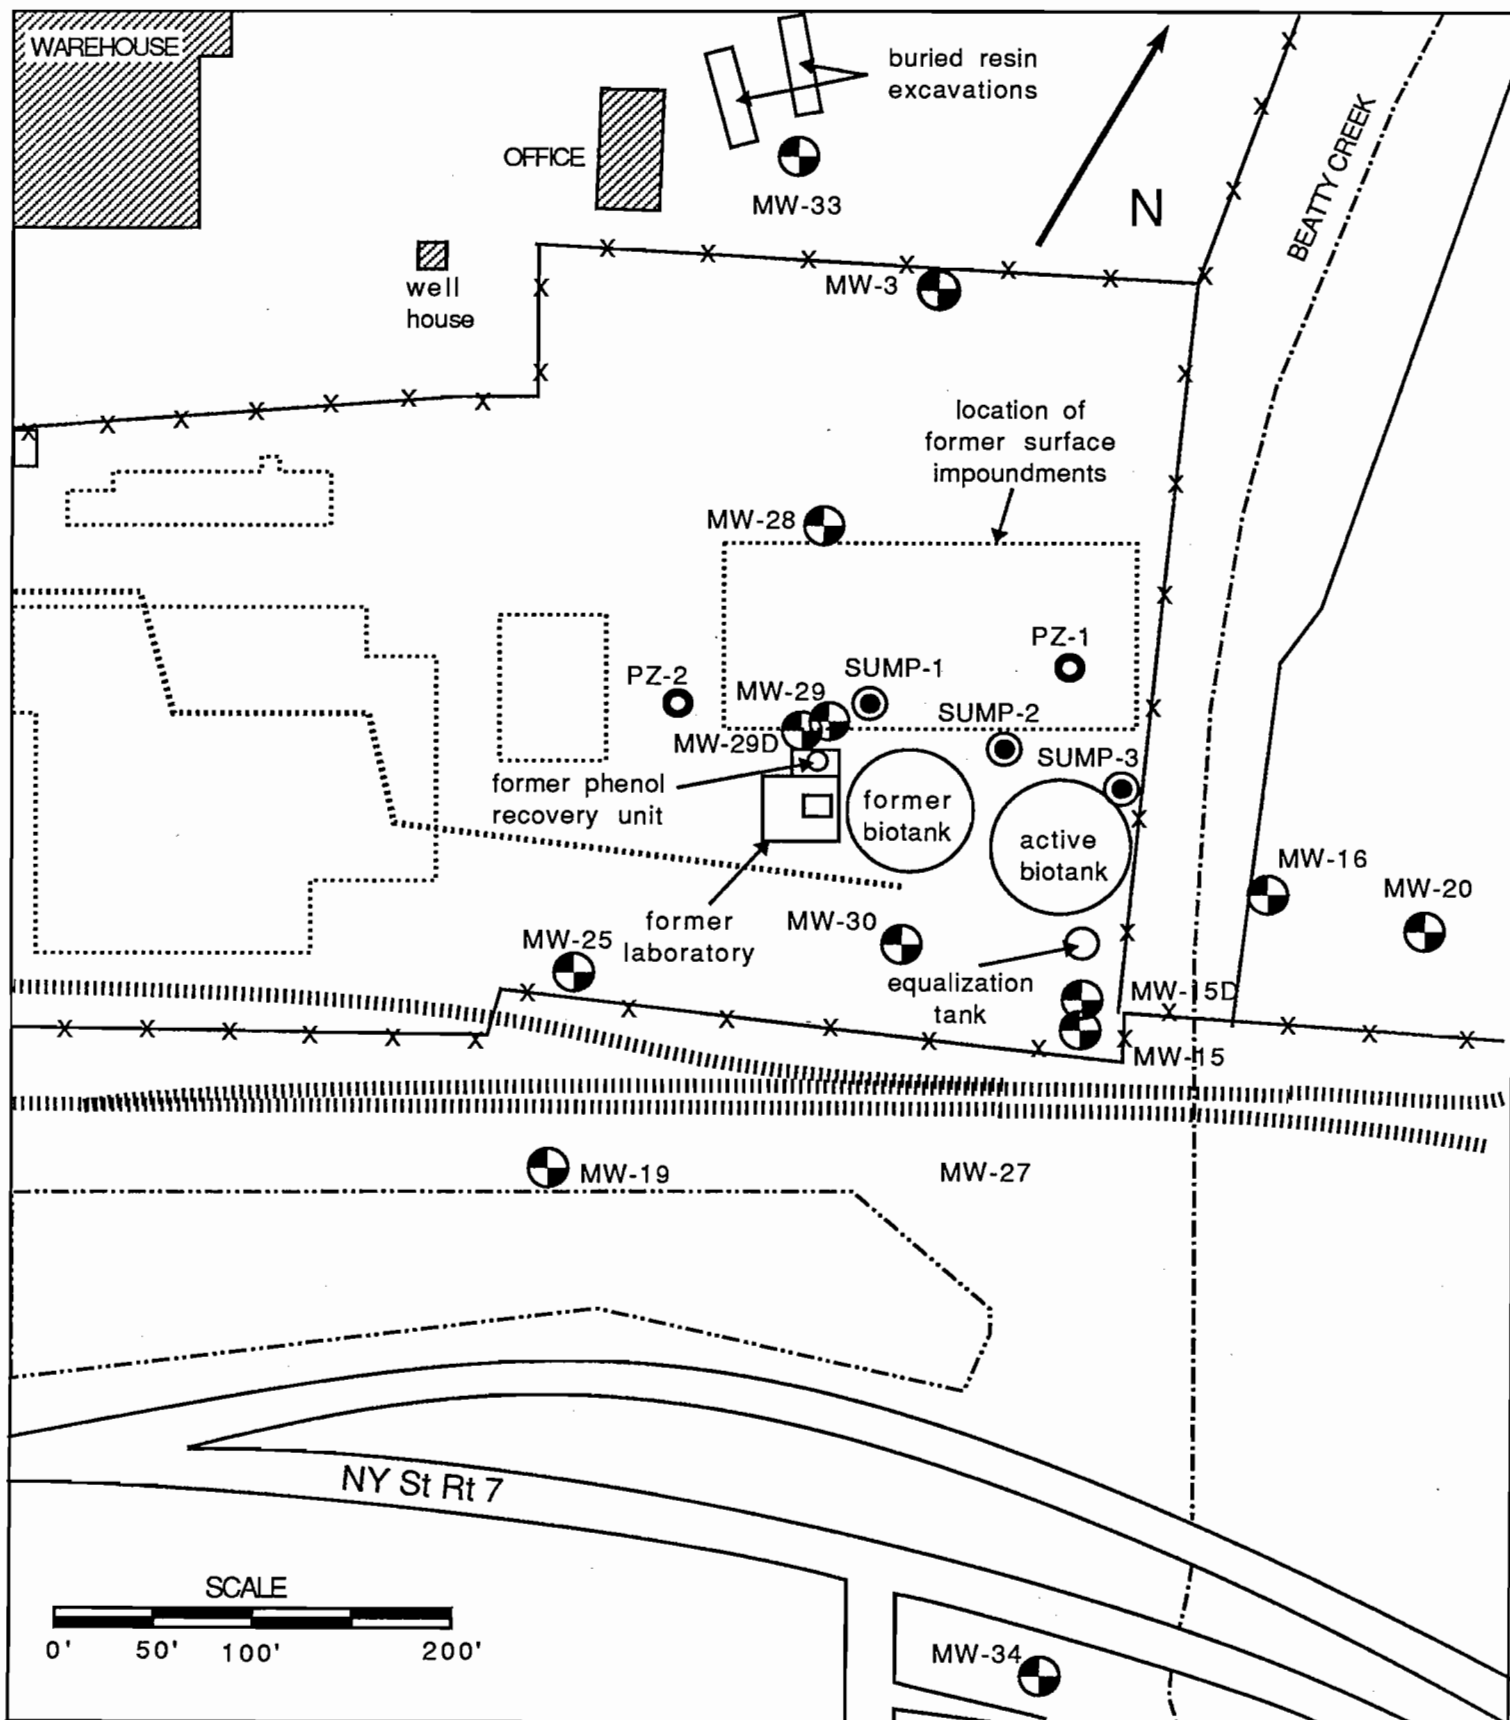 WAREHOUSE
buried resin
excavations
OFFICE
MW-33
N
BEATTY CREEK
well
house
MW-3
location of
former surface
impoundments
MW-28
PZ-1
PZ-2
SUMP-1
MW-29
SUMP-2
MW-29D
SUMP-3
former phenol
recovery unit
former
biotank
active
biotank
MW-16
MW-20
former
laboratory
MW-30
MW-25
equalization
tank
MW-15D
MW-15
MW-19
MW-27
NY St Rt 7
SCALE
0' 50' 100' 200'
MW-34